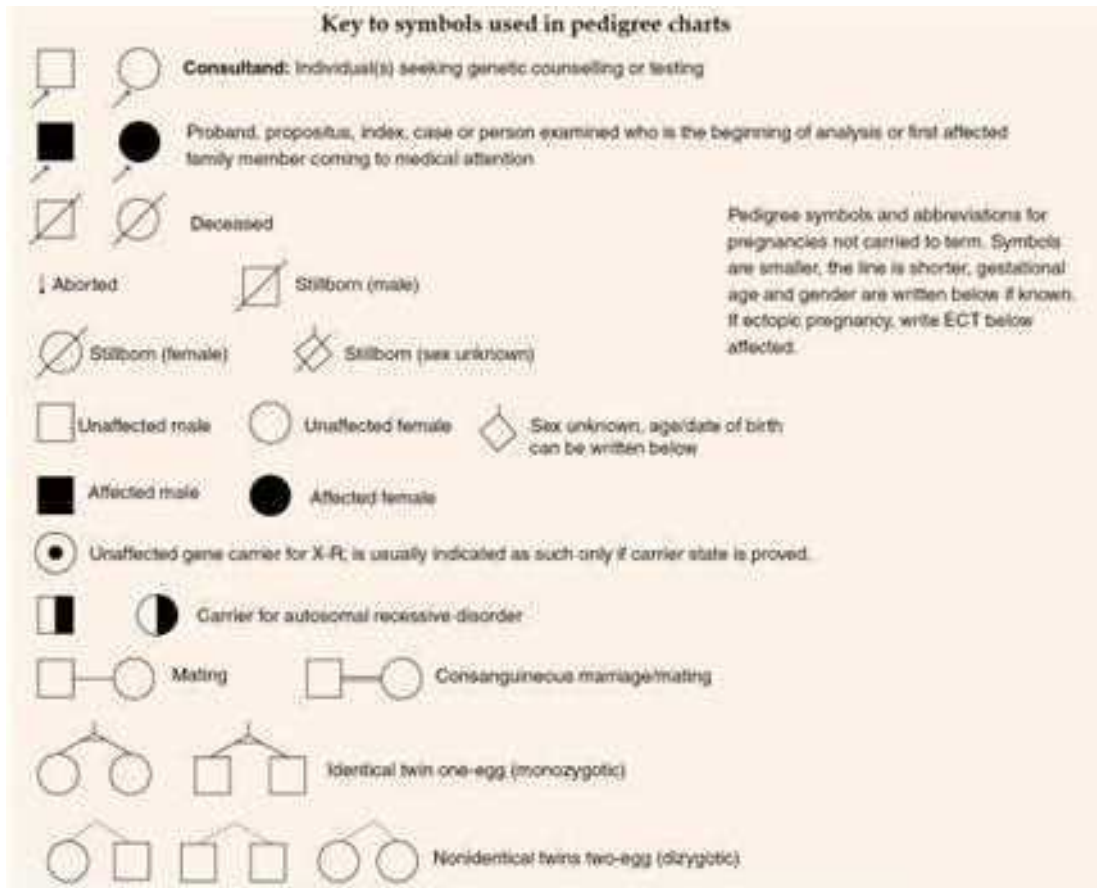 Key to symbols used in pedigree charts
Consultand: Individual(s) seeking genetic counselling or testing
Proband, propositus, index, case or person examined who is the beginning of analysis or first affected
family member coming to medical attention
Deceased
Pedigree symbols and abbreviations for
pregnancies not carried to term. Symbols
are smaller, the line is shorter, gestational
age and gender are written below if known.
If ectopic pregnancy, write ECT below
affected.
Aborted
Stillborn (male)
Stillborn (female)
Stillborn (sex unknown)
Unaffected male
Unaffected female
Sex unknown, age/date of birth
can be written below
Affected male
Affected female
Unaffected gene carrier for X-R; is usually indicated as such only if carrier state is proved.
Carrier for autosomal recessive disorder
Mating
Consanguineous marriage/mating
Identical twin one-egg (monozygotic)
Nonidentical twins two-egg (dizygotic)